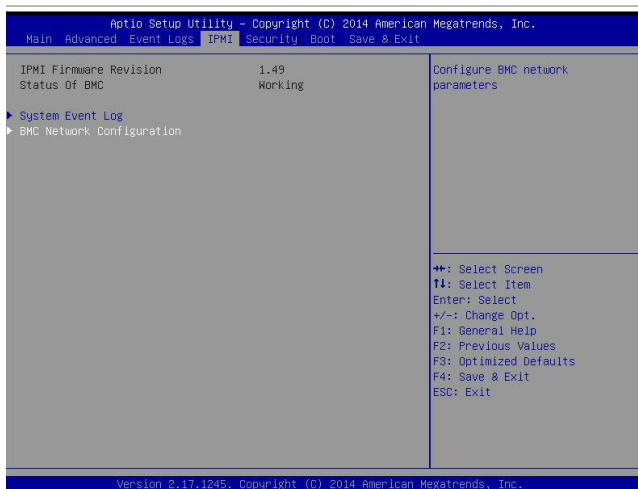 Aptio Setup Utility – Copyright (C) 2014 American Megatrends, Inc.
Main Advanced Event Logs IPMI Security Boot Save & Exit
IPMI Firmware Revision 1.49
Status Of BMC Working
System Event Log
BMC Network Configuration
Configure BMC network
parameters
→←: Select Screen
↑↓: Select Item
Enter: Select
+/-: Change Opt.
F1: General Help
F2: Previous Values
F3: Optimized Defaults
F4: Save & Exit
ESC: Exit
Version 2.17.1245. Copyright (C) 2014 American Megatrends, Inc.